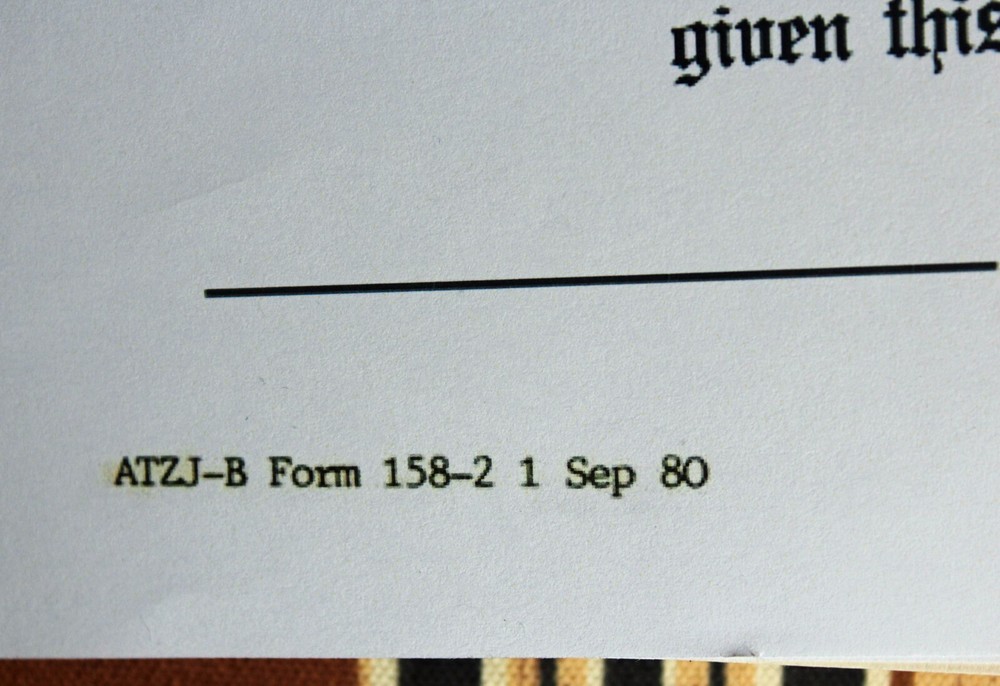 given this
ATZJ-B Form 158-2 1 Sep 80